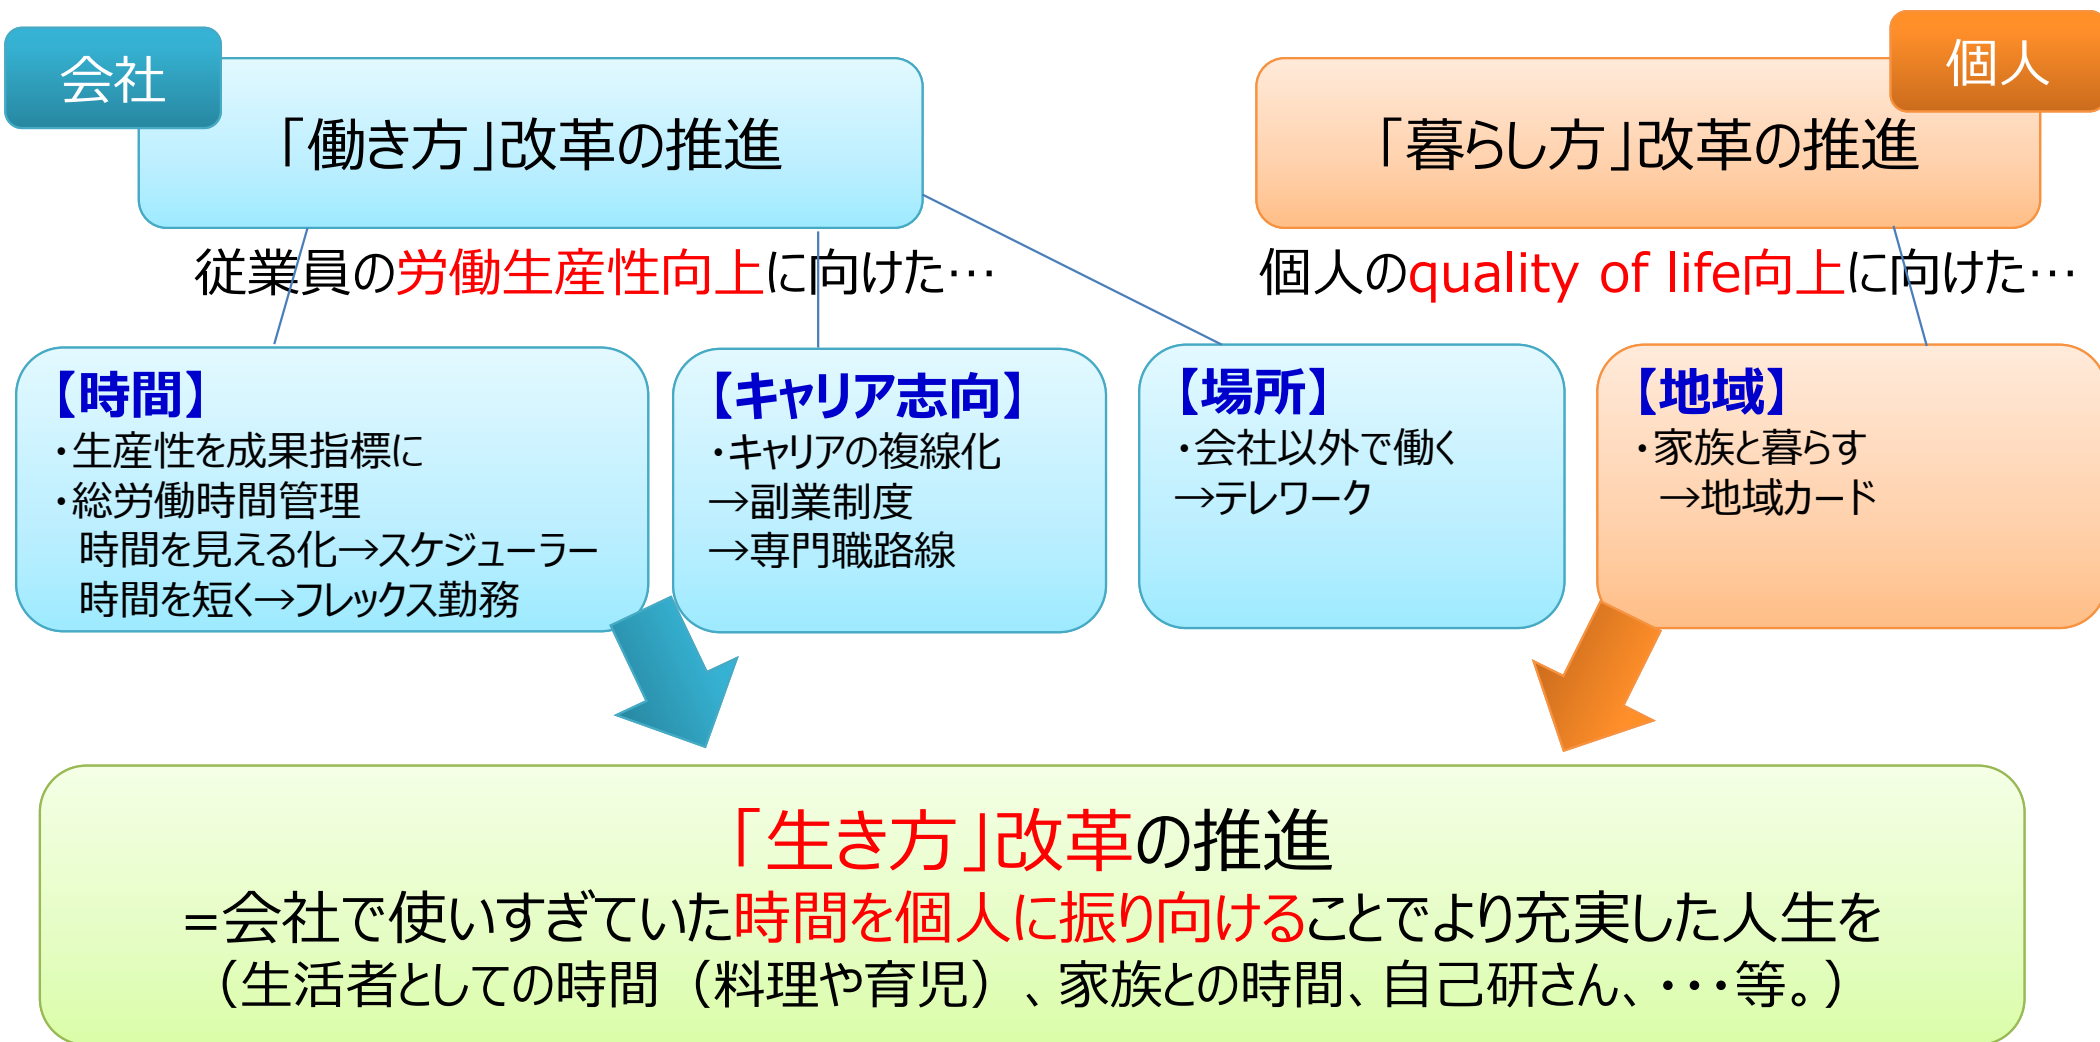 会社
「働き方」改革の推進
個人
「暮らし方」改革の推進
従業員の労働生産性向上に向けた…
個人のquality of life向上に向けた…
【時間】
・生産性を成果指標に
・総労働時間管理
時間を見える化→スケジューラー
時間を短く→フレックス勤務
【キャリア志向】
・キャリアの複線化
→副業制度
→専門職路線
【場所】
・会社以外で働く
→テレワーク
【地域】
・家族と暮らす
→地域カード
「生き方」改革の推進
=会社で使いすぎていた時間を個人に振り向けることでより充実した人生を
（生活者としての時間（料理や育児）、家族との時間、自己研さん、・・・等。）